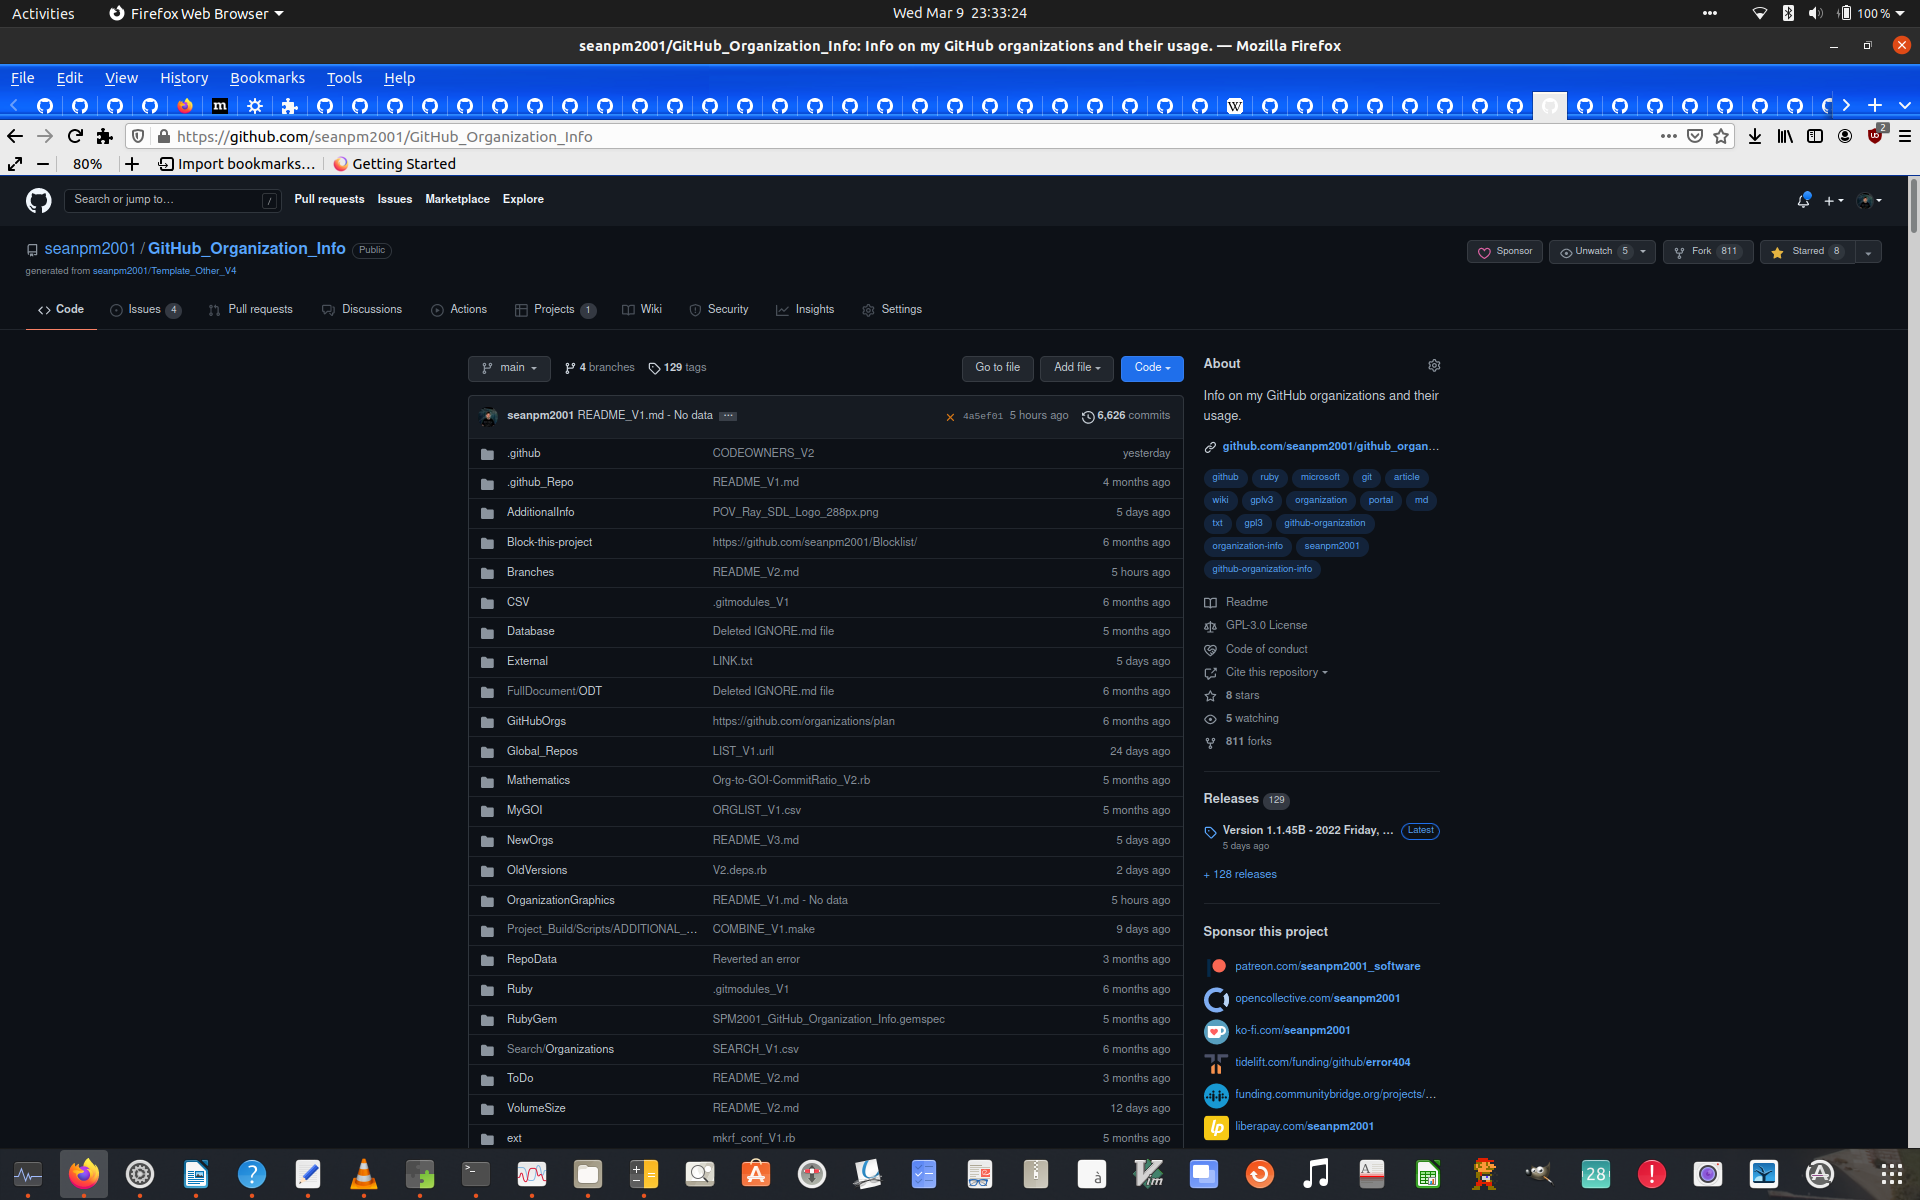 Activities
Firefox Web Browser
Wed Mar 9 23:33:24
100 %
seanpm2001/GitHub_Organization_Info: Info on my GitHub organizations and their usage. — Mozilla Firefox
File Edit View History Bookmarks Tools Help
https://github.com/seanpm2001/GitHub_Organization_Info
2
80%
Import bookmarks…
Getting Started
Search or jump to…
/
Pull requests Issues Marketplace Explore
seanpm2001 / GitHub_Organization_Info Public
generated from seanpm2001/Template_Other_V4
Sponsor
Unwatch 5
Fork 811
Starred 8
Code
Issues 4
Pull requests
Discussions
Actions
Projects 1
Wiki
Security
Insights
Settings
main
4 branches
129 tags
Go to file
Add file
Code
seanpm2001 README_V1.md - No data ...
4a5ef01 5 hours ago
6,626 commits
.github CODEOWNERS_V2 yesterday
.github_Repo README_V1.md 4 months ago
AdditionalInfo POV_Ray_SDL_Logo_288px.png 5 days ago
Block-this-project https://github.com/seanpm2001/Blocklist/ 6 months ago
Branches README_V2.md 5 hours ago
CSV .gitmodules_V1 6 months ago
Database Deleted IGNORE.md file 5 months ago
External LINK.txt 5 days ago
FullDocument/ODT Deleted IGNORE.md file 6 months ago
GitHubOrgs https://github.com/organizations/plan 6 months ago
Global_Repos LIST_V1.urll 24 days ago
Mathematics Org-to-GOI-CommitRatio_V2.rb 5 months ago
MyGOI ORGLIST_V1.csv 5 months ago
NewOrgs README_V3.md 5 days ago
OldVersions V2.deps.rb 2 days ago
OrganizationGraphics README_V1.md - No data 5 hours ago
Project_Build/Scripts/ADDITIONAL_... COMBINE_V1.make 9 days ago
RepoData Reverted an error 3 months ago
Ruby .gitmodules_V1 6 months ago
RubyGem SPM2001_GitHub_Organization_Info.gemspec 5 months ago
Search/Organizations SEARCH_V1.csv 6 months ago
ToDo README_V2.md 3 months ago
VolumeSize README_V2.md 12 days ago
ext mkrf_conf_V1.rb 5 months ago
About
Info on my GitHub organizations and their
usage.
github.com/seanpm2001/github_organ...
github ruby microsoft git article
wiki gplv3 organization portal md
txt gpl3 github-organization
organization-info seanpm2001
github-organization-info
Readme
GPL-3.0 License
Code of conduct
Cite this repository
8 stars
5 watching
811 forks
Releases 129
Version 1.1.45B - 2022 Friday, ... Latest
5 days ago
+ 128 releases
Sponsor this project
patreon.com/seanpm2001_software
opencollective.com/seanpm2001
ko-fi.com/seanpm2001
tidelift.com/funding/github/error404
funding.communitybridge.org/projects/...
liberapay.com/seanpm2001
28